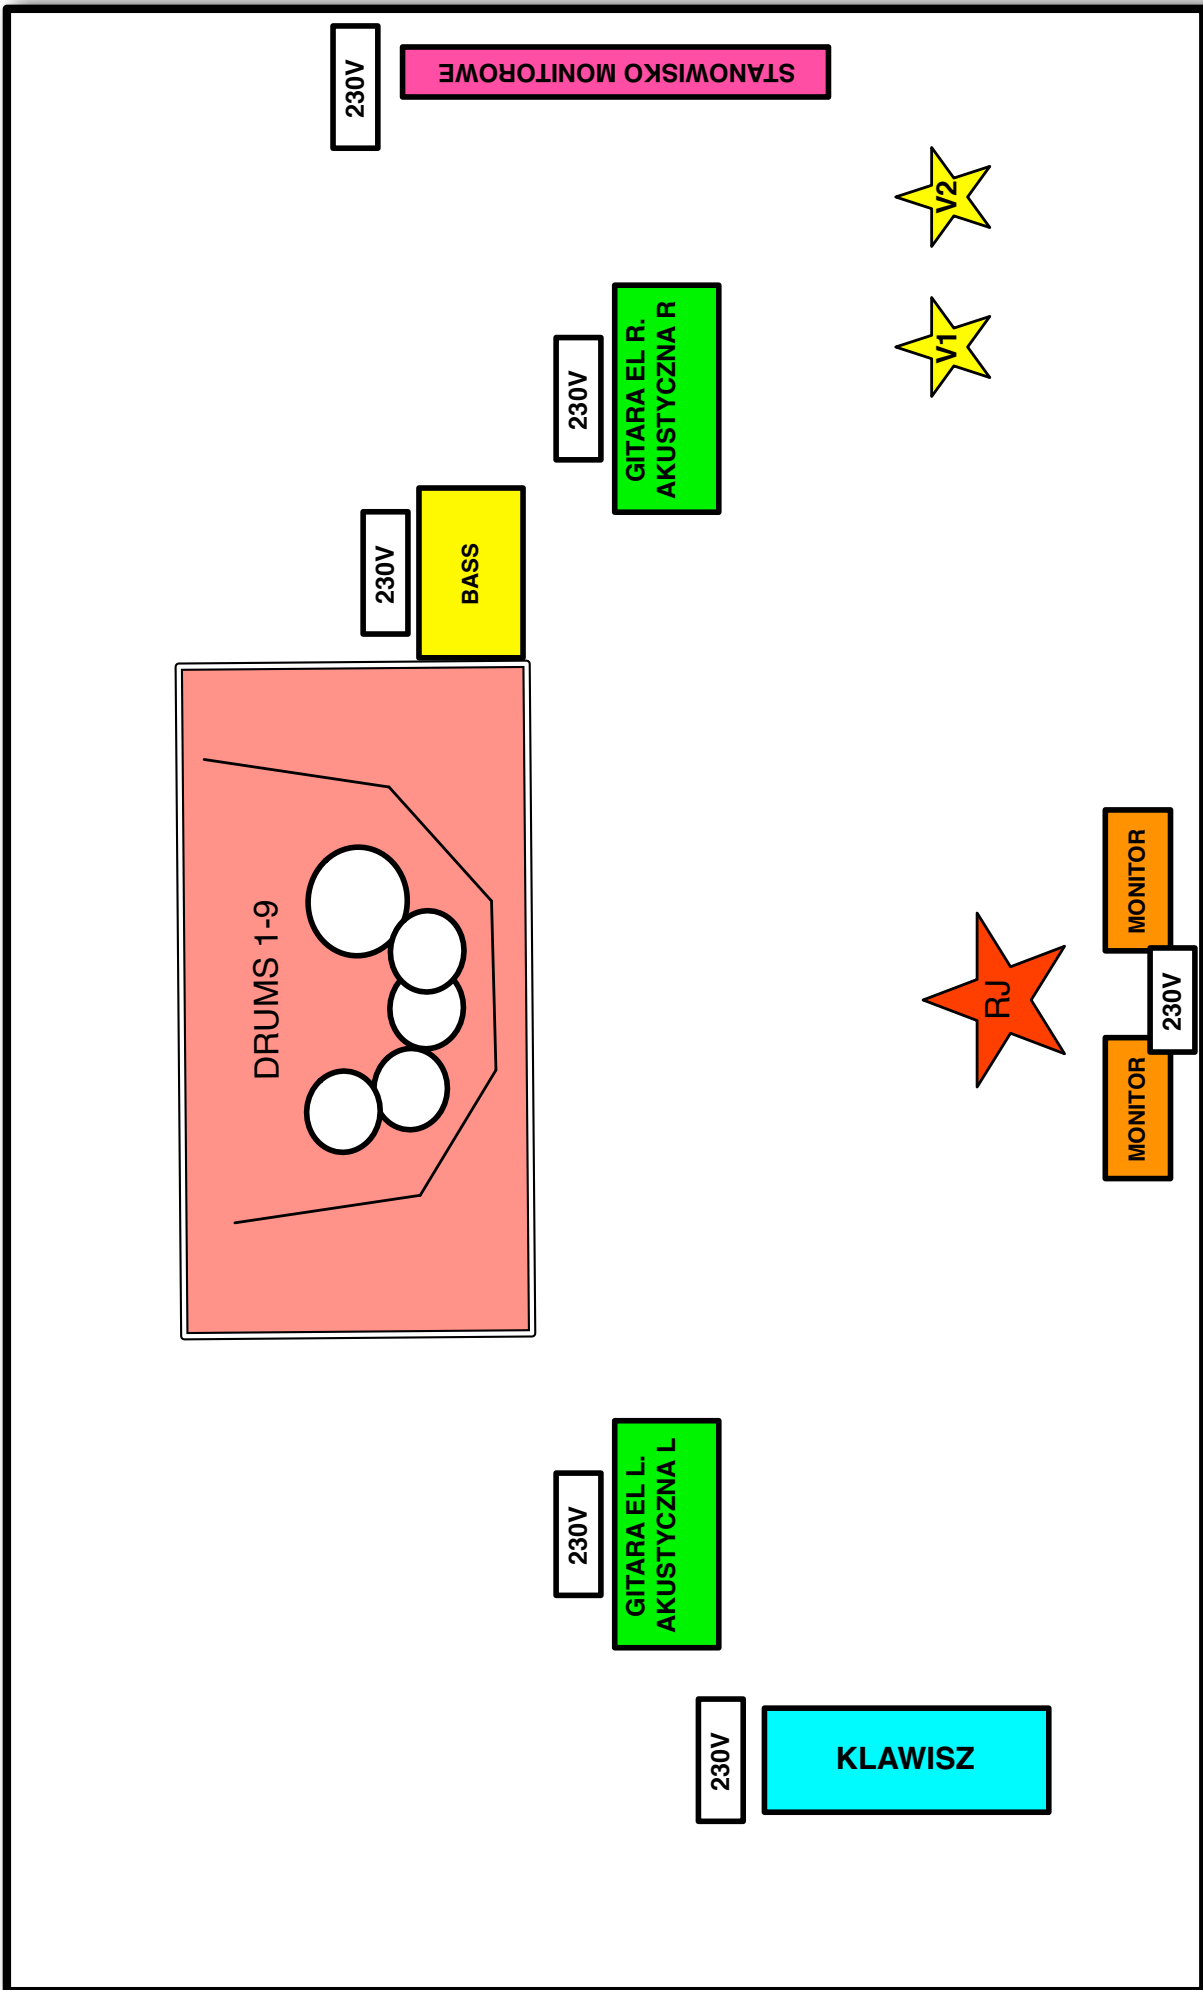 230V
STANOWISKO MONITOROWE
V2
V1
230V
GITARA EL R.
AKUSTYCZNA R
230V
BASS
DRUMS 1-9
RJ
MONITOR
230V
MONITOR
230V
GITARA EL L.
AKUSTYCZNA L
230V
KLAWISZ